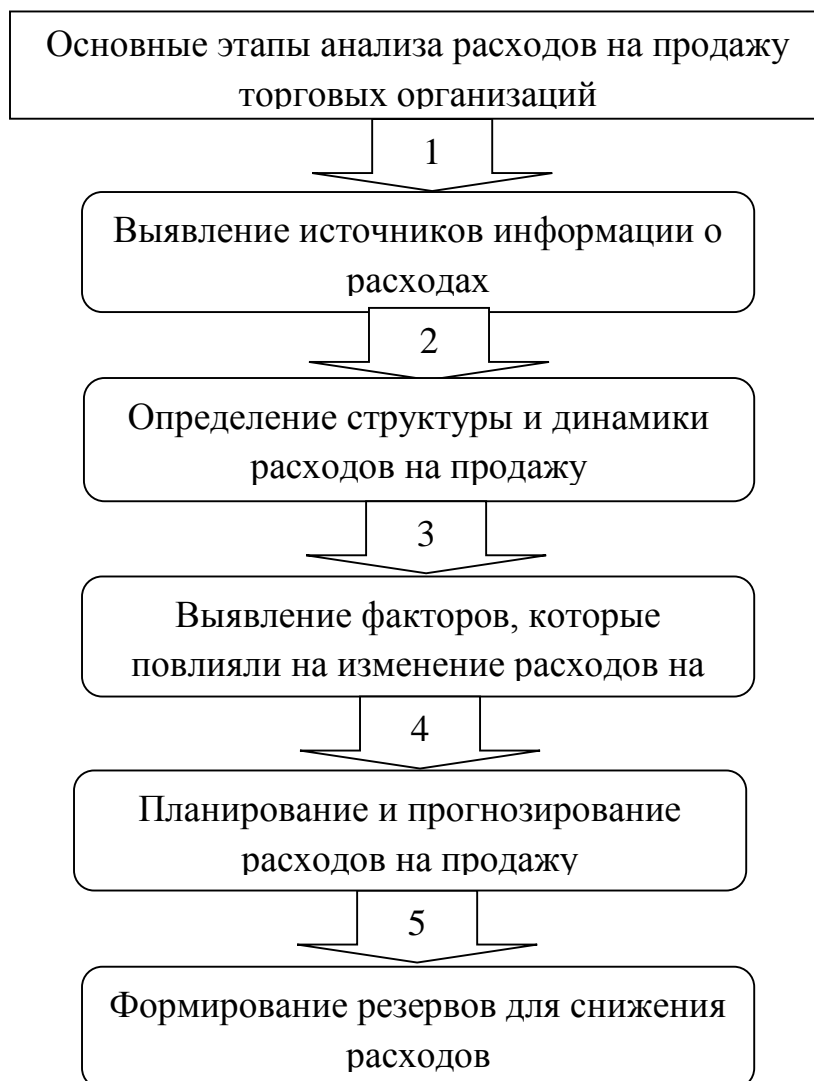 Основные этапы анализа расходов на продажу
торговых организаций
1
Выявление источников информации о
расходах
2
Определение структуры и динамики
расходов на продажу
3
Выявление факторов, которые
повлияли на изменение расходов на
4
Планирование и прогнозирование
расходов на продажу
5
Формирование резервов для снижения
расходов